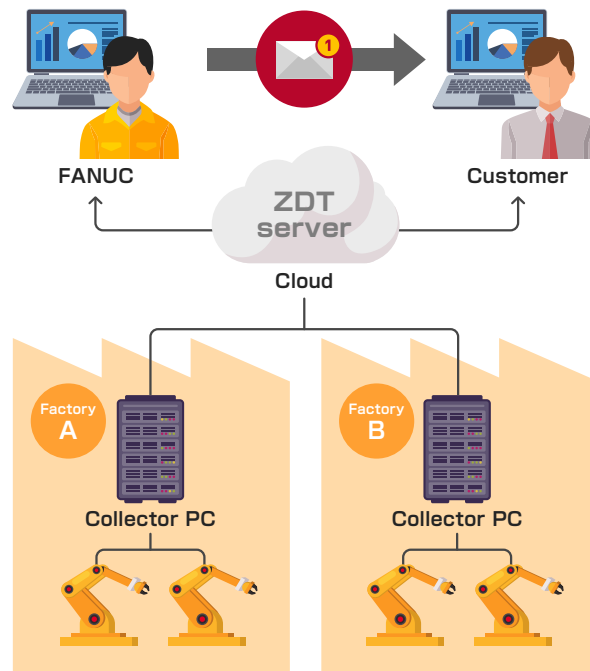 1
FANUC
Customer
ZDT
server
Cloud
Factory
A
Factory
B
Collector PC
Collector PC